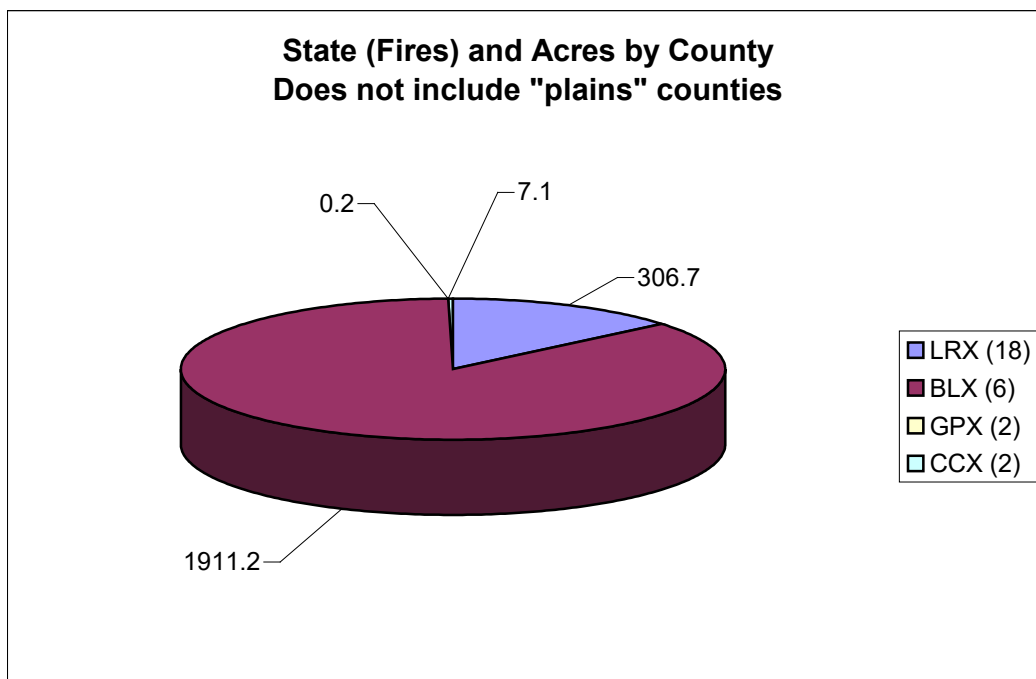 State (Fires) and Acres by County
Does not include "plains" counties
0.2
7.1
306.7
1911.2
LRX (18)
BLX (6)
GPX (2)
CCX (2)